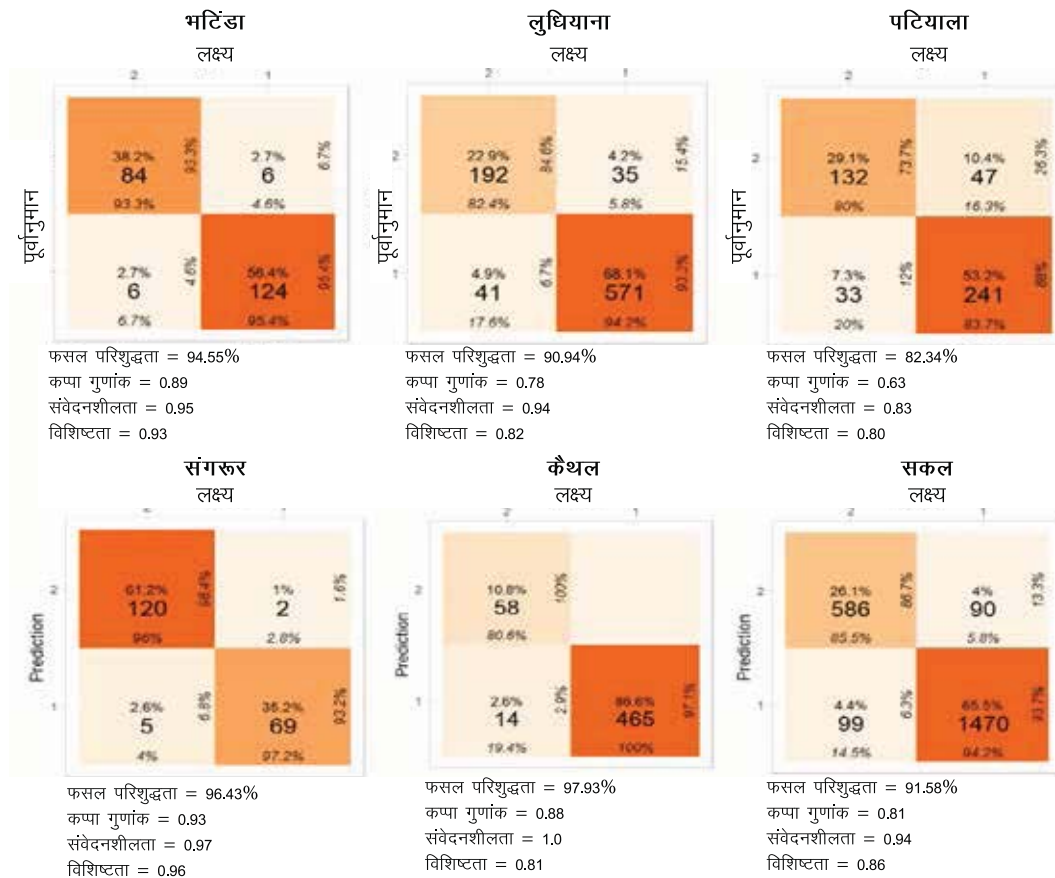 भटिंडा
लक्ष्य
2 1
पूर्वानुमान
38.2% 93.3% 2.7% 6.7%
84 6
93.3% 4.6%
2.7% 4.6% 56.4% 95.4%
6 124
6.7% 95.4%
फसल परिशुद्धता = 94.55%
कप्पा गुणांक = 0.89
संवेदनशीलता = 0.95
विशिष्टता = 0.93
लुधियाना
लक्ष्य
2 1
पूर्वानुमान
2
22.9% 84.6% 4.2% 15.4%
192 35
82.4% 5.8%
1
4.9% 6.7% 68.1% 93.3%
41 571
17.6% 94.2%
फसल परिशुद्धता = 90.94%
कप्पा गुणांक = 0.78
संवेदनशीलता = 0.94
विशिष्टता = 0.82
पटियाला
लक्ष्य
2 1
पूर्वानुमान
2
29.1% 73.7% 10.4% 26.3%
132 47
80% 16.3%
1
7.3% 12% 53.2% 88%
33 241
20% 83.7%
फसल परिशुद्धता = 82.34%
कप्पा गुणांक = 0.63
संवेदनशीलता = 0.83
विशिष्टता = 0.80
संगरूर
लक्ष्य
2 1
Prediction
2
61.2% 98.4% 1% 1.6%
120 2
96% 2.8%
1
2.6% 6.8% 35.2% 93.2%
5 69
4% 97.2%
फसल परिशुद्धता = 96.43%
कप्पा गुणांक = 0.93
संवेदनशीलता = 0.97
विशिष्टता = 0.96
कैथल
लक्ष्य
2 1
Prediction
2
10.8% 100%
58
80.6%
1
2.6% 2.9% 86.6% 97.1%
14 465
19.4% 100%
फसल परिशुद्धता = 97.93%
कप्पा गुणांक = 0.88
संवेदनशीलता = 1.0
विशिष्टता = 0.81
सकल
लक्ष्य
2 1
Prediction
2
26.1% 86.7% 4% 13.3%
586 90
85.5% 5.8%
1
4.4% 6.3% 65.5% 93.7%
99 1470
14.5% 94.2%
फसल परिशुद्धता = 91.58%
कप्पा गुणांक = 0.81
संवेदनशीलता = 0.94
विशिष्टता = 0.86